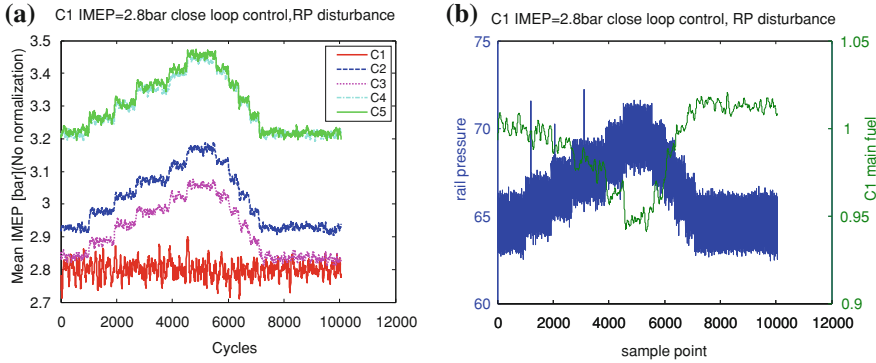 (a)
C1 IMEP=2.8bar close loop control,RP disturbance
Mean IMEP [bar](No normalization)
3.5
3.4
3.3
3.2
3.1
3
2.9
2.8
2.7
C1
C2
C3
C4
C5
0 2000 4000 6000 8000 10000 12000
Cycles
(b)
C1 IMEP=2.8bar close loop control, RP disturbance
rail pressure
75
70
65
60
1.05
1
0.95
0.9
C1 main fuel
0 2000 4000 6000 8000 10000 12000
sample point